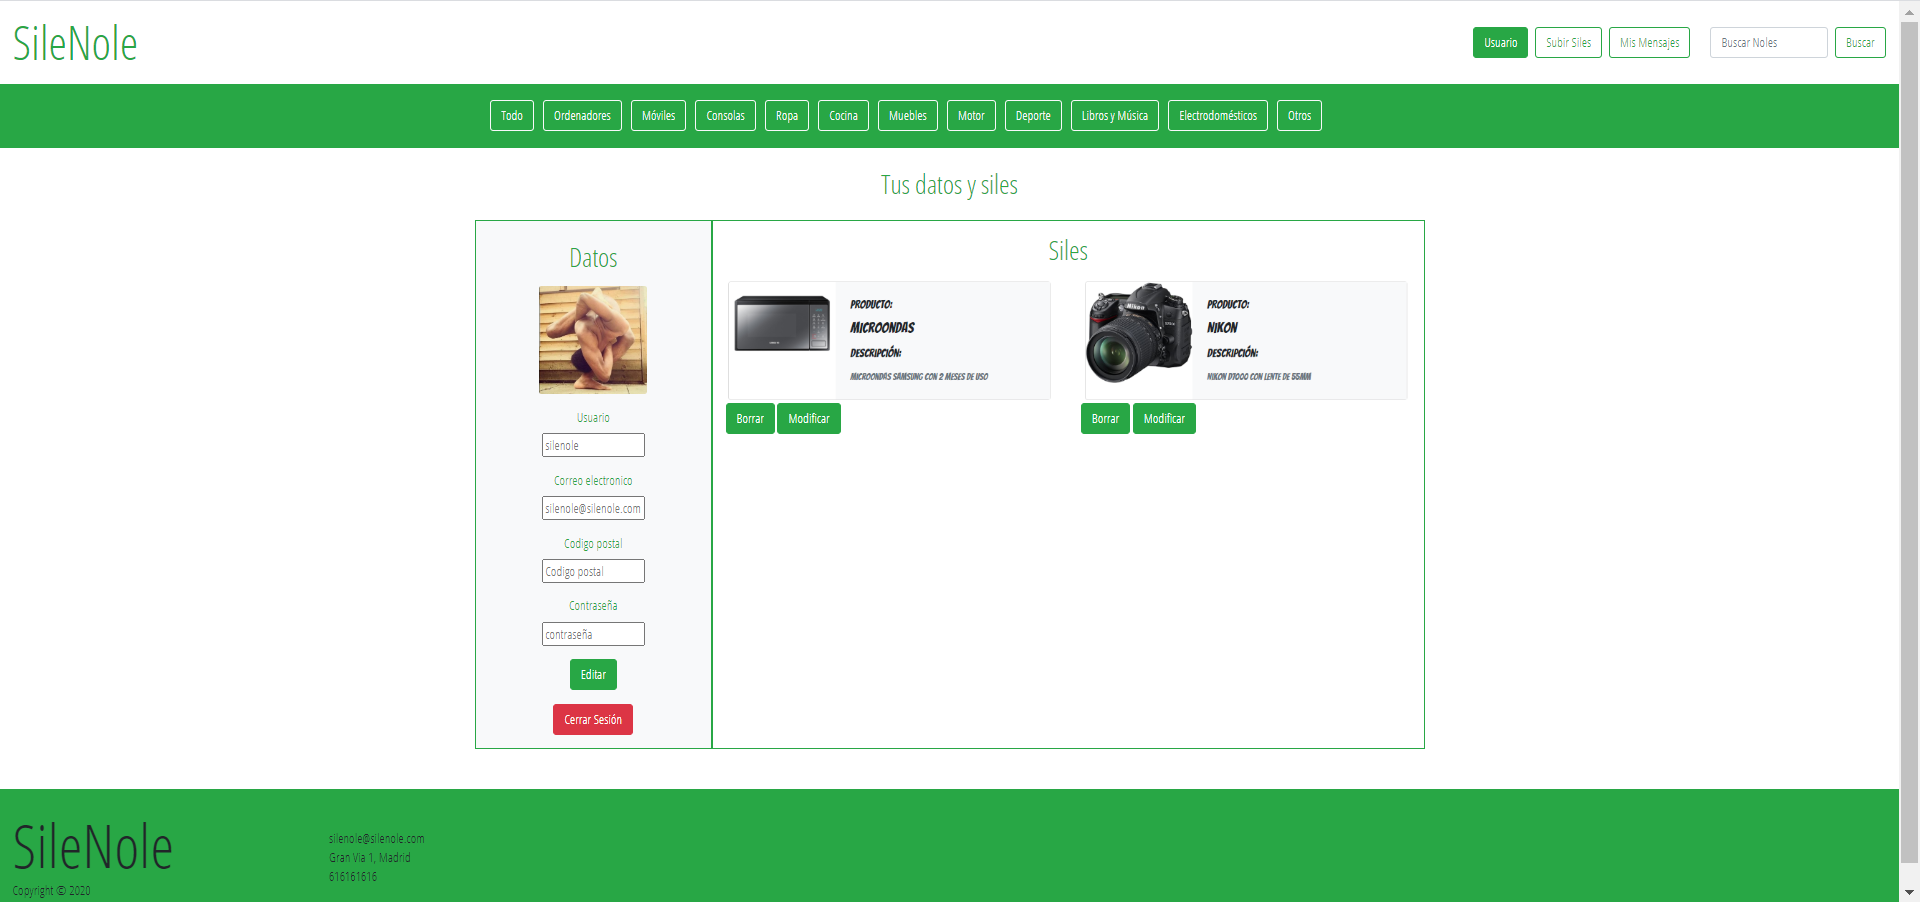 SileNole
Usuario Subir Siles Mis Mensajes Buscar Noles Buscar
Todo Ordenadores Móviles Consolas Ropa Cocina Muebles Motor Deporte Libros y Música Electrodomésticos Otros
Tus datos y siles
Datos
Usuario
silenole
Correo electronico
silenole@silenole.com
Codigo postal
Codigo postal
Contraseña
contraseña
Editar
Cerrar Sesión
Siles
PRODUCTO:
MICROONDAS
DESCRIPCIÓN:
MICROONDAS SAMSUNG CON 2 MESES DE USO
Borrar Modificar
Nikon
PRODUCTO:
NIKON
DESCRIPCIÓN:
NIKON D7000 CON LENTE DE 55MM
Borrar Modificar
SileNole
Copyright © 2020
silenole@silenole.com
Gran Via 1, Madrid
616161616